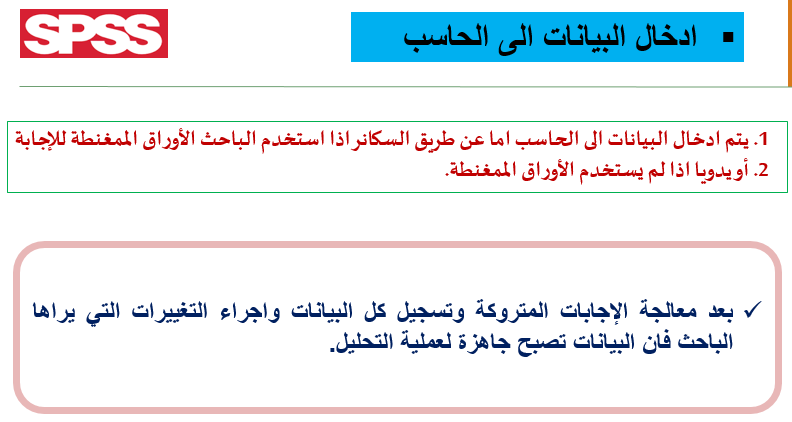 SPSS
▪ ادخال البيانات الى الحاسب
1. يتم ادخال البيانات الى الحاسب اما عن طريق السكانر اذا استخدم الباحث الأوراق الممغنطة للإجابة
2. أو يدويا اذا لم يستخدم الأوراق الممغنطة.
✓ بعد معالجة الإجابات المتروكة وتسجيل كل البيانات واجراء التغييرات التي يراها
الباحث فان البيانات تصبح جاهزة لعملية التحليل.